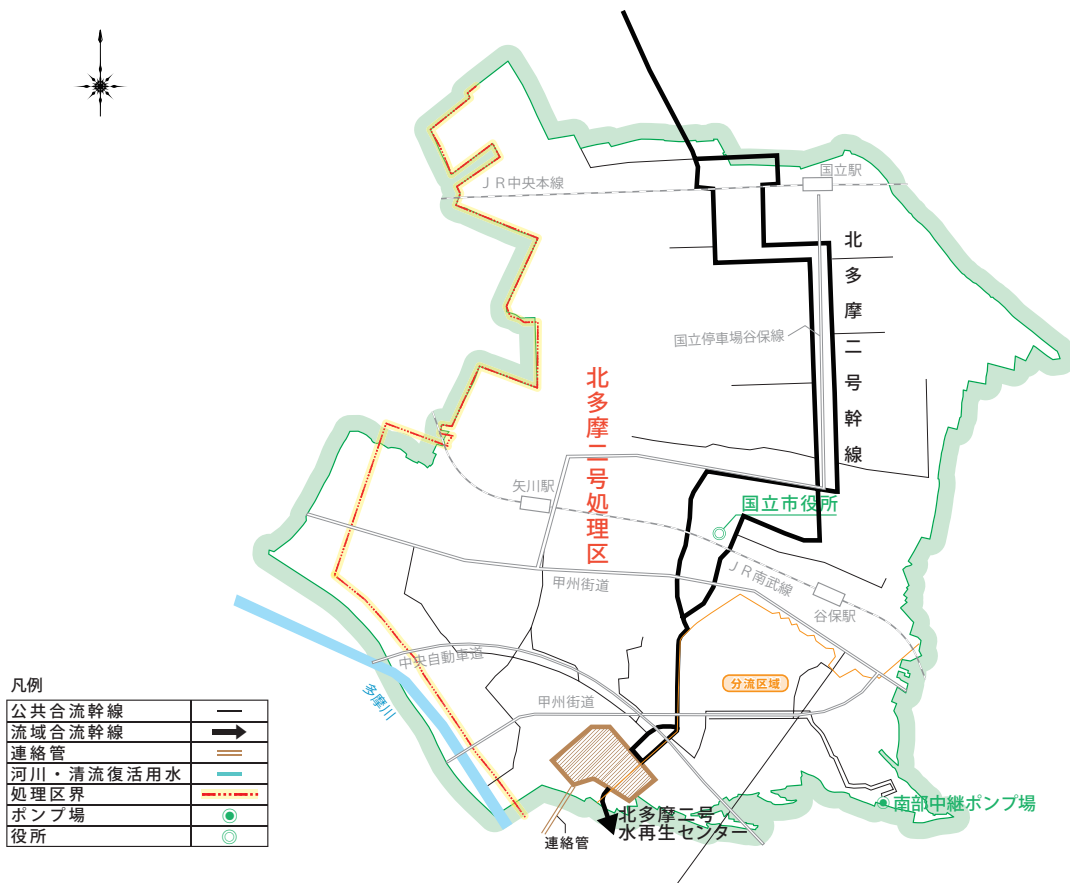 JR中央本線
国立駅
北多摩二号幹線
国立停車場谷保線
北多摩二号処理区
矢川駅
国立市役所
甲州街道
JR南武線
谷保駅
中央自動車道
分流区域
多摩川
甲州街道
凡例
公共合流幹線
流域合流幹線
連絡管
河川・清流復活用水
処理区界
ポンプ場
役所
南部中継ポンプ場
北多摩二号
水再生センター
連絡管